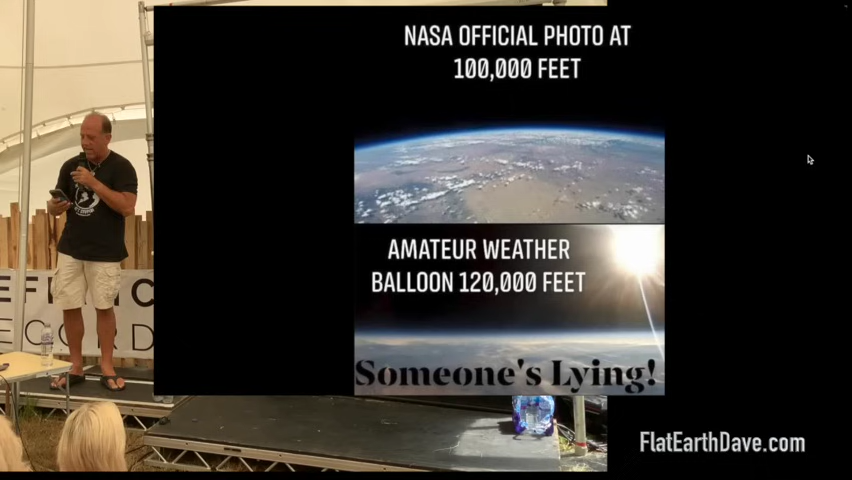 NASA OFFICIAL PHOTO AT
100,000 FEET
AMATEUR WEATHER
BALLOON 120,000 FEET
Someone's Lying!
FlatEarthDave.com